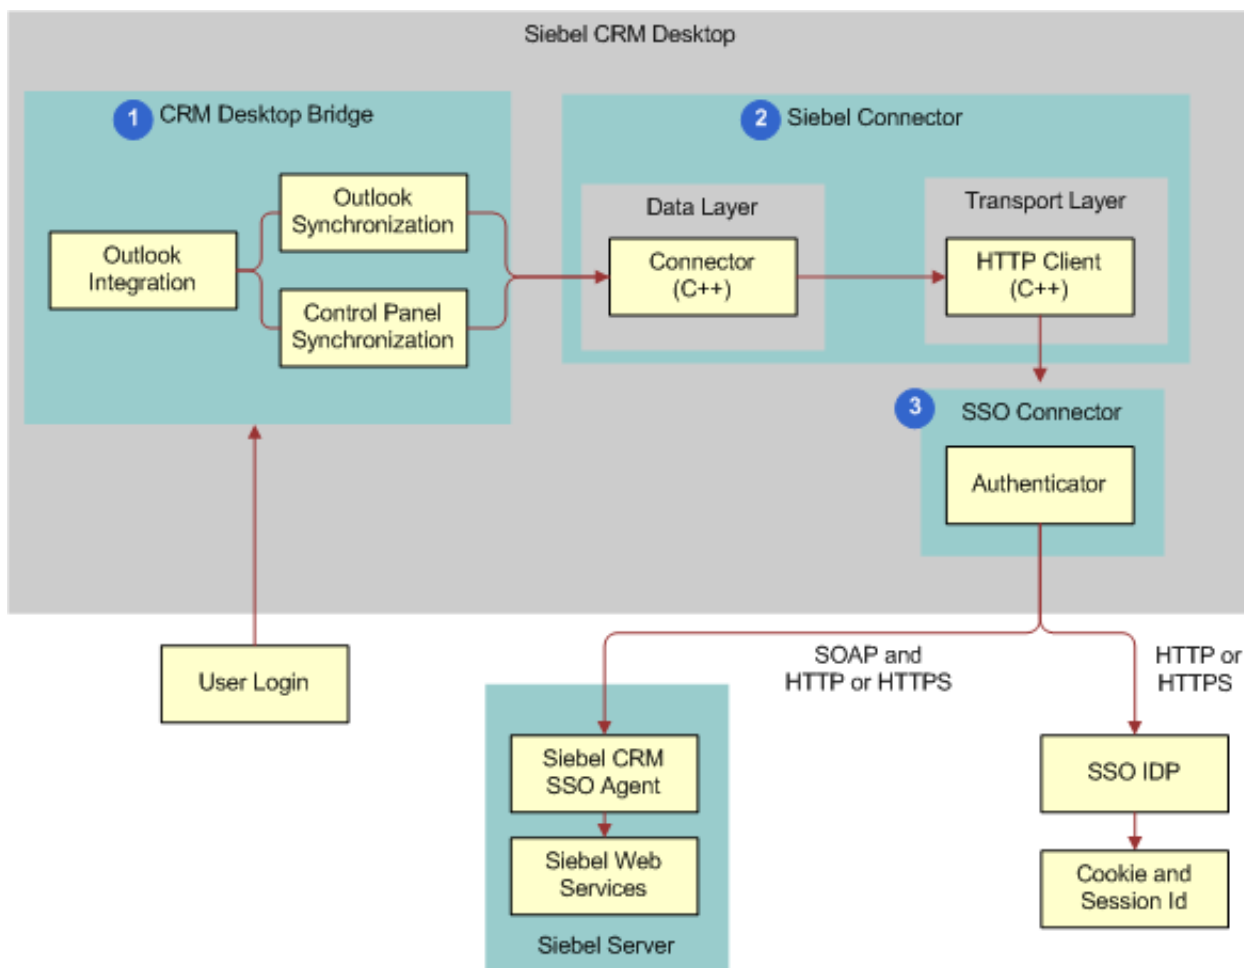 Siebel CRM Desktop
1 CRM Desktop Bridge
Outlook
Integration
Outlook
Synchronization
Control Panel
Synchronization
2 Siebel Connector
Data Layer
Connector
(C++)
Transport Layer
HTTP Client
(C++)
3 SSO Connector
Authenticator
User Login
SOAP and
HTTP or HTTPS
HTTP or
HTTPS
Siebel CRM
SSO Agent
Siebel Web
Services
Siebel Server
SSO IDP
Cookie and
Session Id